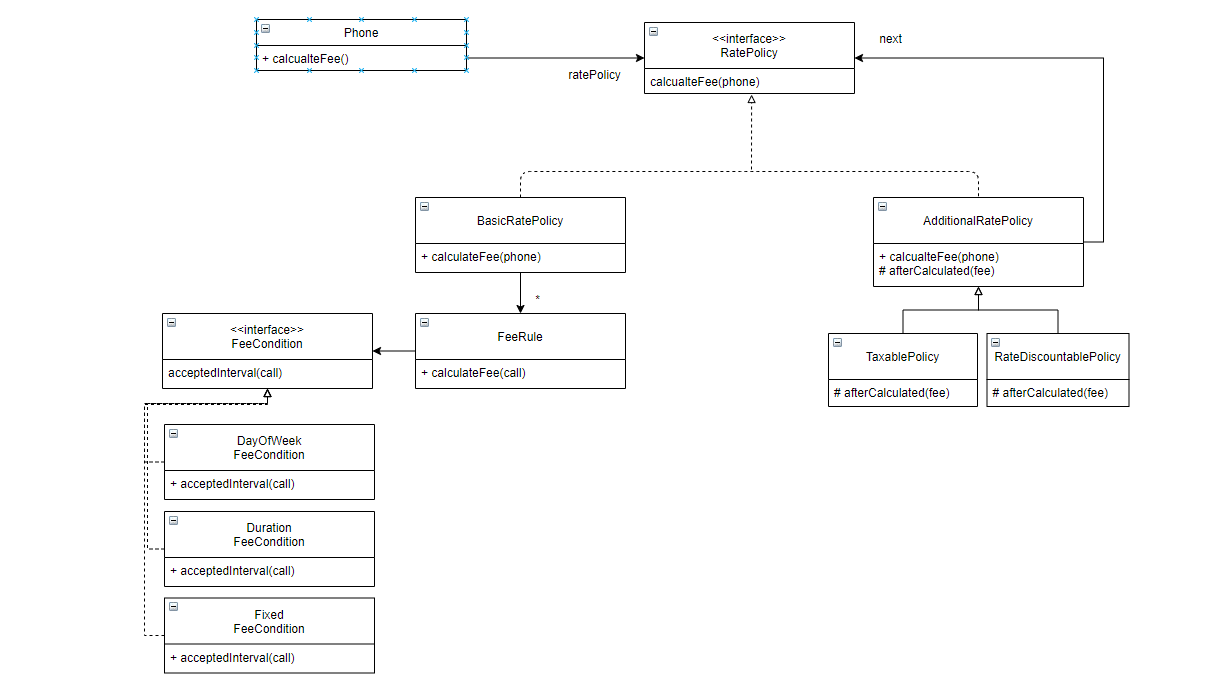 Phone
+ calcualteFee()
ratePolicy
<<interface>>
RatePolicy
calcualteFee(phone)
next
BasicRatePolicy
+ calculateFee(phone)
*
AdditionalRatePolicy
+ calcualteFee(phone)
# afterCalculated(fee)
<<interface>>
FeeCondition
acceptedInterval(call)
FeeRule
+ calculateFee(call)
TaxablePolicy
# afterCalculated(fee)
RateDiscountablePolicy
# afterCalculated(fee)
DayOfWeek
FeeCondition
+ acceptedInterval(call)
Duration
FeeCondition
+ acceptedInterval(call)
Fixed
FeeCondition
+ acceptedInterval(call)